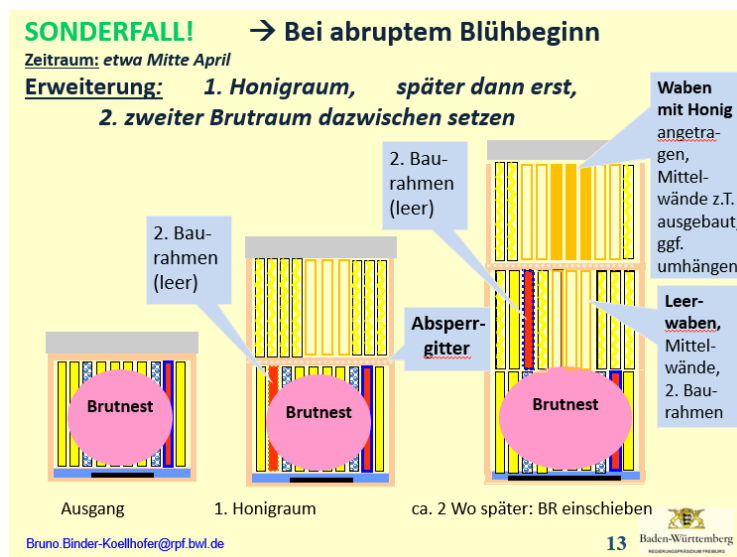 SONDERFALL! → Bei abruptem Blühbeginn
Zeitraum: etwa Mitte April
Erweiterung: 1. Honigraum, später dann erst,
2. zweiter Brutraum dazwischen setzen
Waben
mit Honig
angetra-
gen,
Mittel-
wände z.T.
ausgebaut,
ggf.
umhängen
2. Bau-
rahmen
(leer)
2. Bau-
rahmen
(leer)
Absperr-
gitter
Leer-
waben,
Mittel-
wände,
2. Bau-
rahmen
Brutnest
Brutnest
Brutnest
Ausgang
1. Honigraum
ca. 2 Wo später: BR einschieben
Bruno.Binder-Koellhofer@rpf.bwl.de
13
Baden-Württemberg
REGIERUNGSPRÄSIDIUM FREIBURG